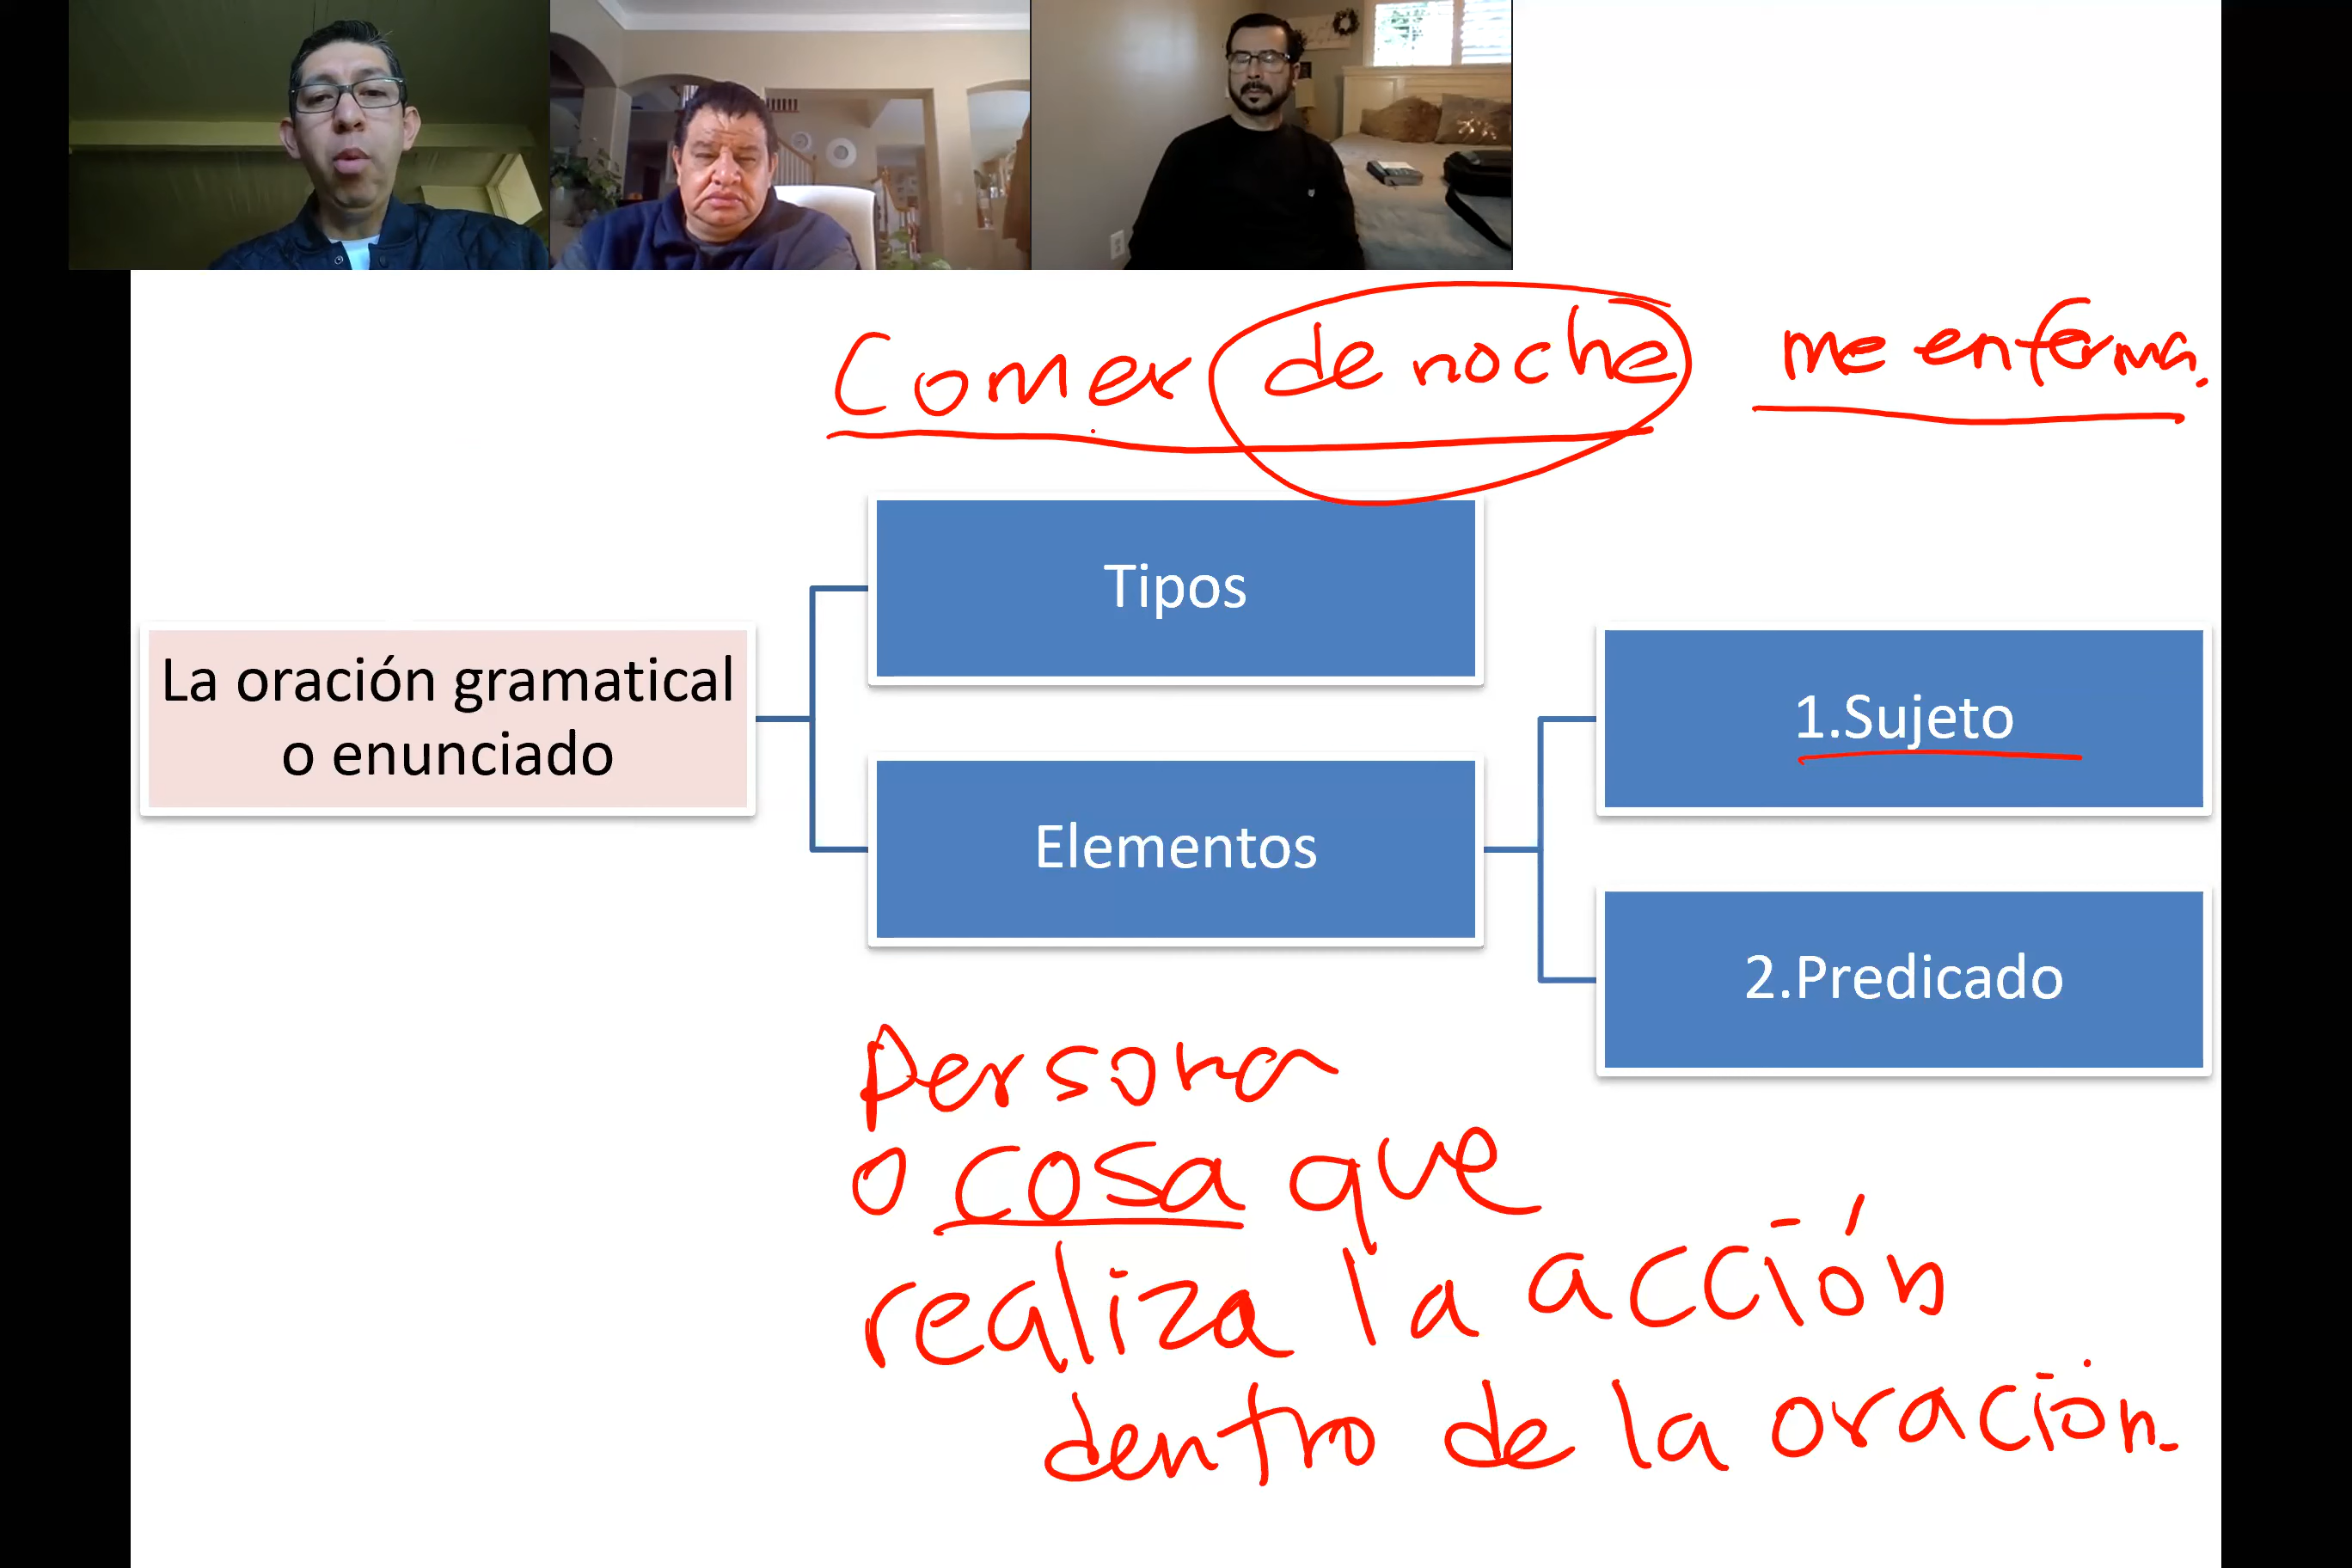 Comer de noche me enferma.
Tipos
La oración gramatical
o enunciado
1.Sujeto
Elementos
2.Predicado
Persona
o cosa que
realiza la acción
dentro de la oración.